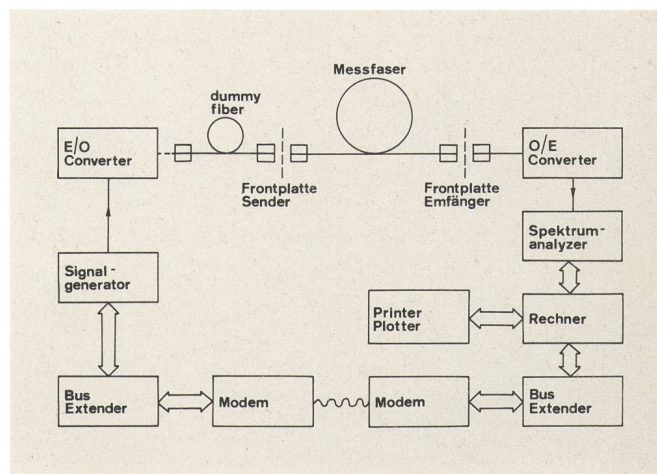 Messfaser
dummy
fiber
E/O
Converter
O/E
Converter
Frontplatte
Sender
Frontplatte
Emfänger
Signal-
generator
Spektrum-
analyzer
Printer
Plotter
Rechner
Bus
Extender
Modem
Modem
Bus
Extender